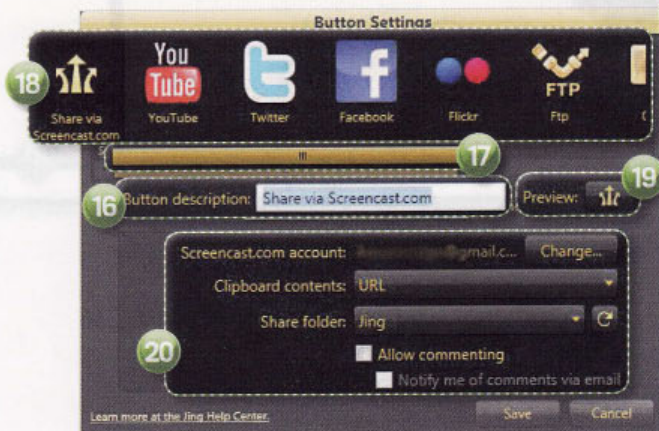 Button Settings
18
You
Tube
FTP
Share via
Screencast.com
YouTube
Twitter
Facebook
Flickr
Ftp
17
16
Button description: Share via Screencast.com
Preview:
19
Screencast.com account: gmail.c... Change...
Clipboard contents: URL
Share folder: Jing
20
Allow commenting
Notify me of comments via email
Learn more at the Jing Help Center.
Save
Cancel